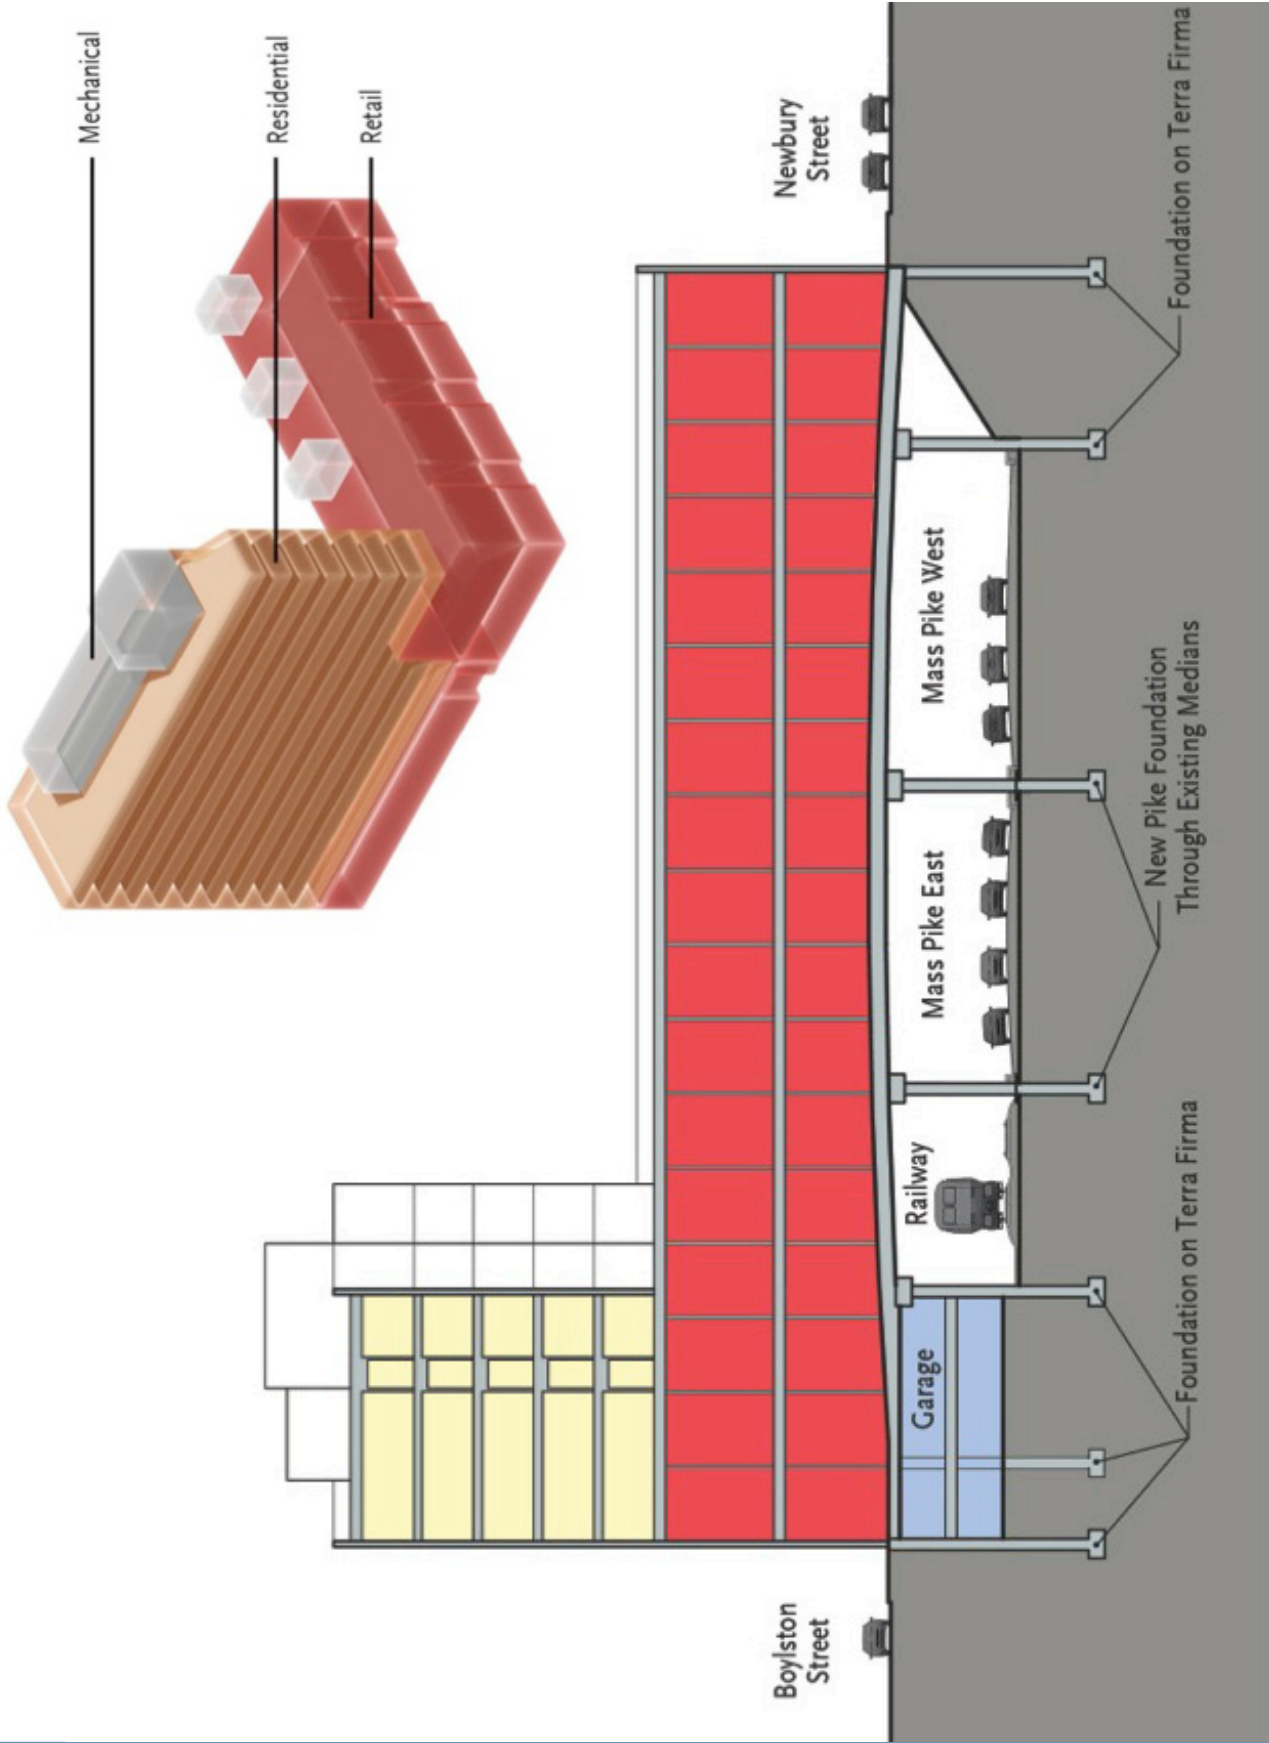 Mechanical
Residential
Retail
Boylston
Street
Newbury
Street
Garage
Railway
Mass Pike East
Mass Pike West
Foundation on Terra Firma
New Pike Foundation
Through Existing Medians
Foundation on Terra Firma